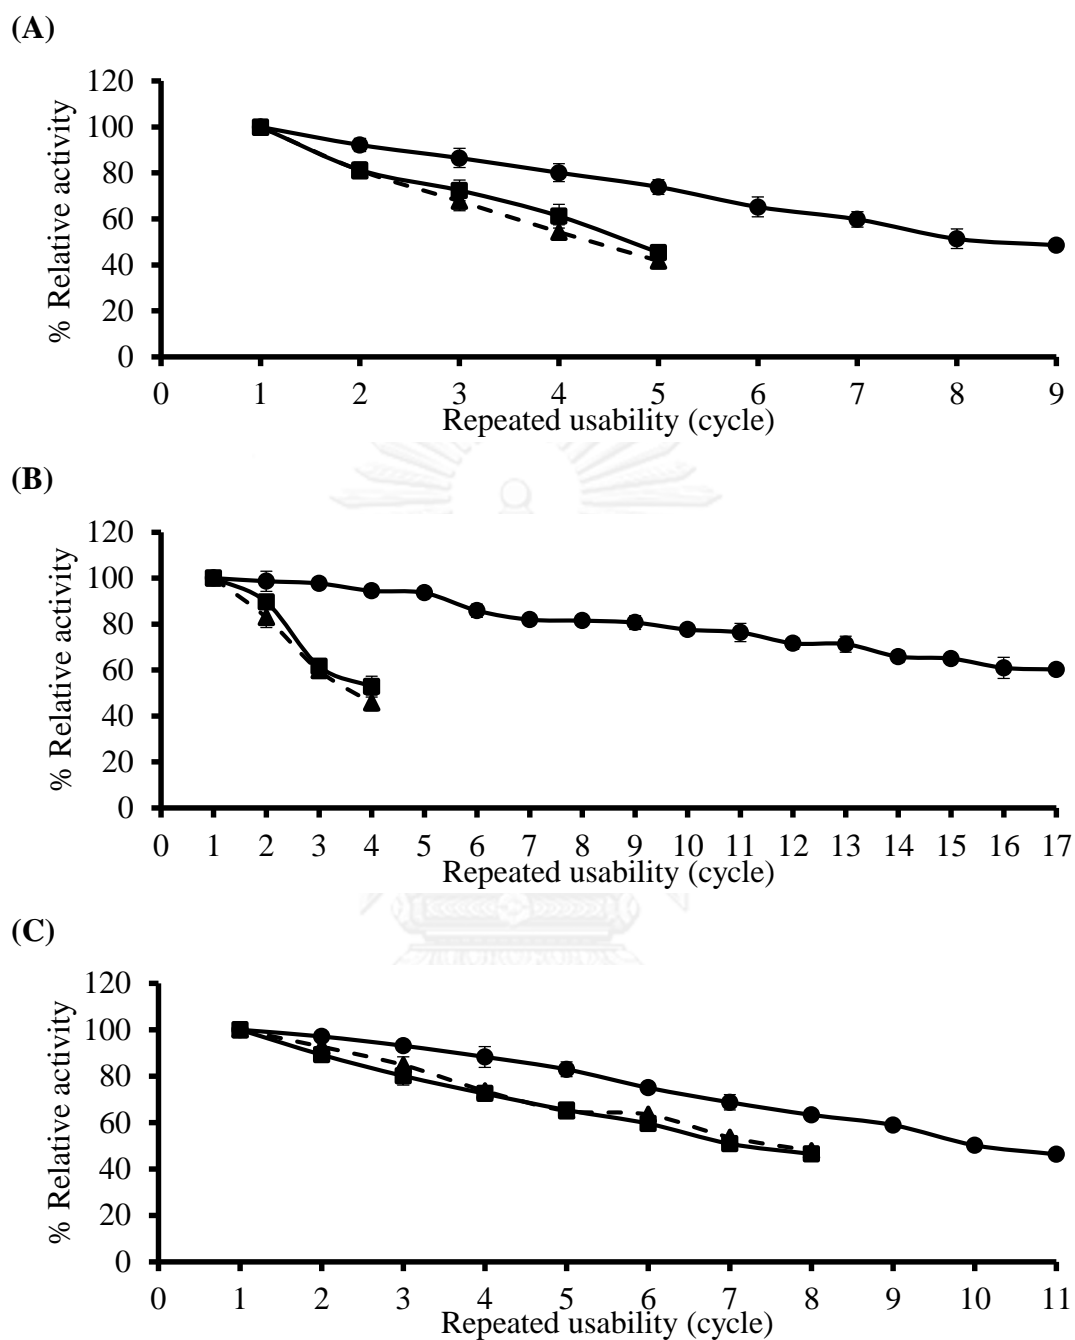 (A)
120
100
80
60
40
20
0
% Relative activity
0 1 2 3 4 5 6 7 8 9
Repeated usability (cycle)
(B)
120
100
80
60
40
20
0
% Relative activity
0 1 2 3 4 5 6 7 8 9 10 11 12 13 14 15 16 17
Repeated usability (cycle)
(C)
120
100
80
60
40
20
0
% Relative activity
0 1 2 3 4 5 6 7 8 9 10 11
Repeated usability (cycle)